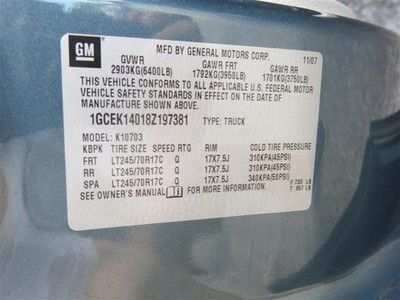 GM
MFD BY GENERAL MOTORS CORP. 11/07
GVWR GAWR FRT GAWR RR
2903KG(6400LB) 1792KG(3950LB) 1701KG(3750LB)
THIS VEHICLE CONFORMS TO ALL APPLICABLE U.S. FEDERAL MOTOR
VEHICLE SAFETY STANDARDS IN EFFECT ON THE DATE OF
MANUFACTURE SHOWN ABOVE.
1GCEK14018Z197381 TYPE: TRUCK
MODEL: K10703
KBPK TIRE SIZE SPEED RTG RIM COLD TIRE PRESSURE
FRT LT245/70R17C Q 17X7.5J 310KPA(45PSI)
RR LT245/70R17C Q 17X7.5J 310KPA(45PSI)
SPA LT245/70R17C Q 17X7.5J 340KPA(50PSI)
SEE OWNER'S MANUAL FOR MORE INFORMATION.
F 733 LB
T 957 LB